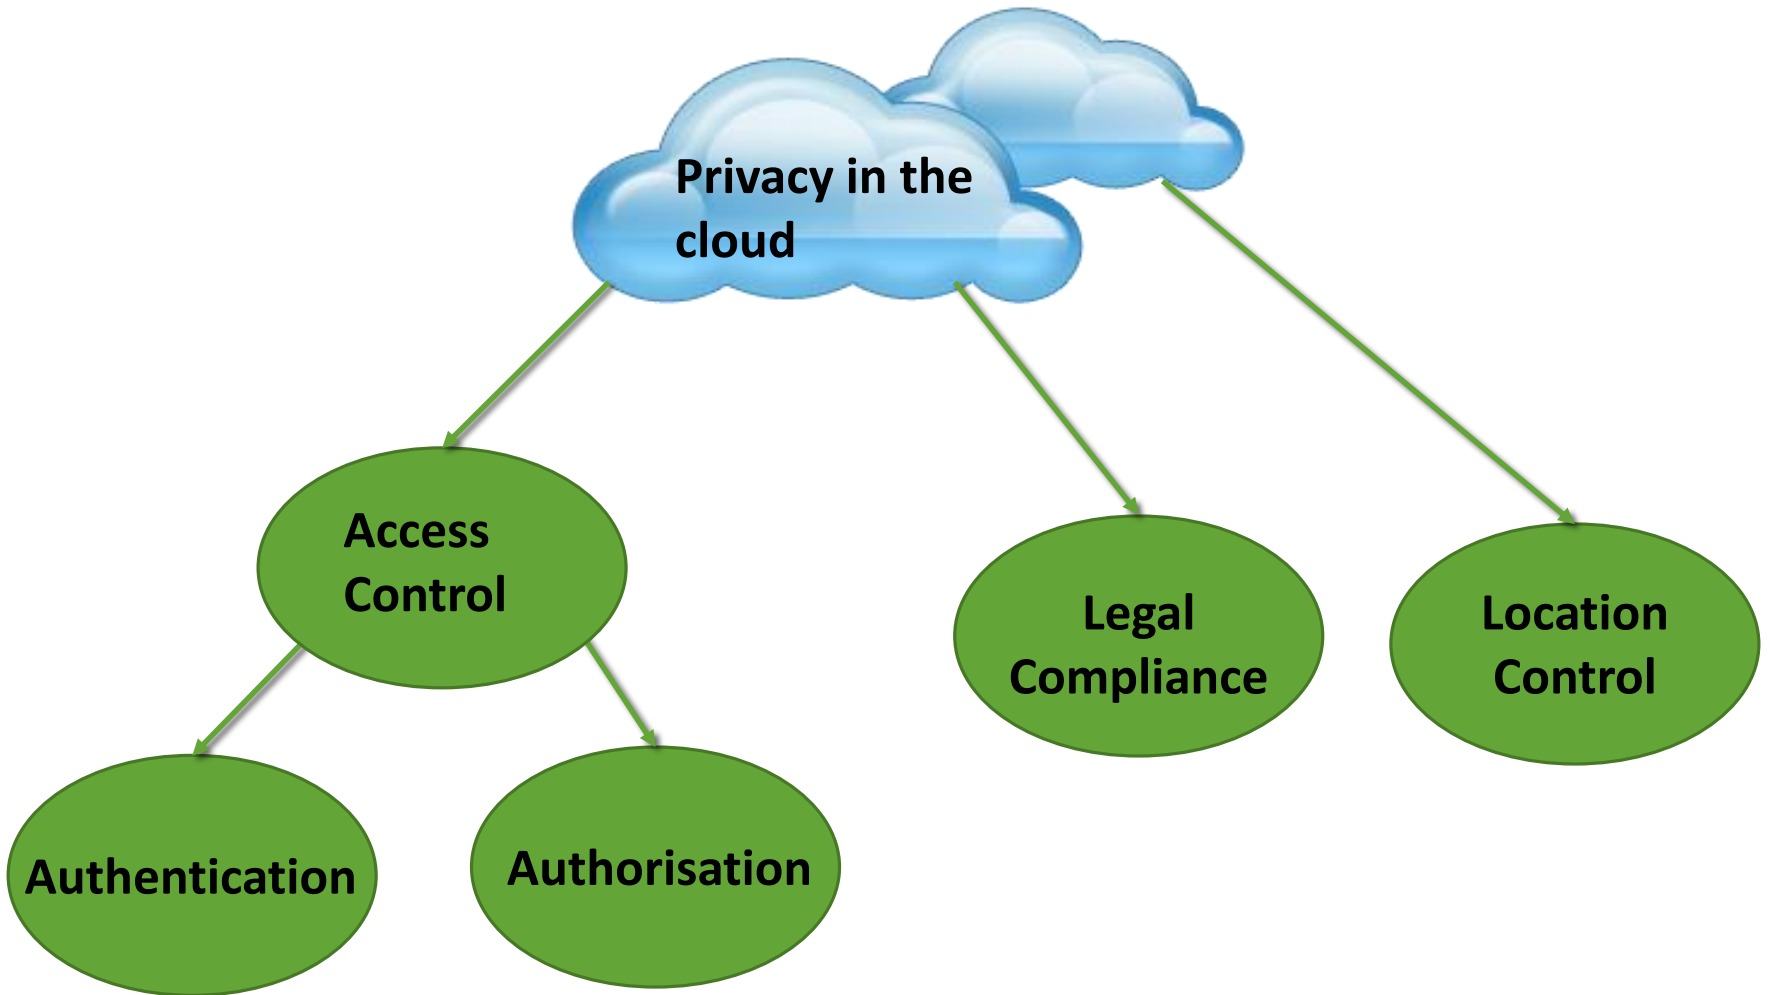 Privacy in the
cloud
Access
Control
Legal
Compliance
Location
Control
Authentication
Authorisation